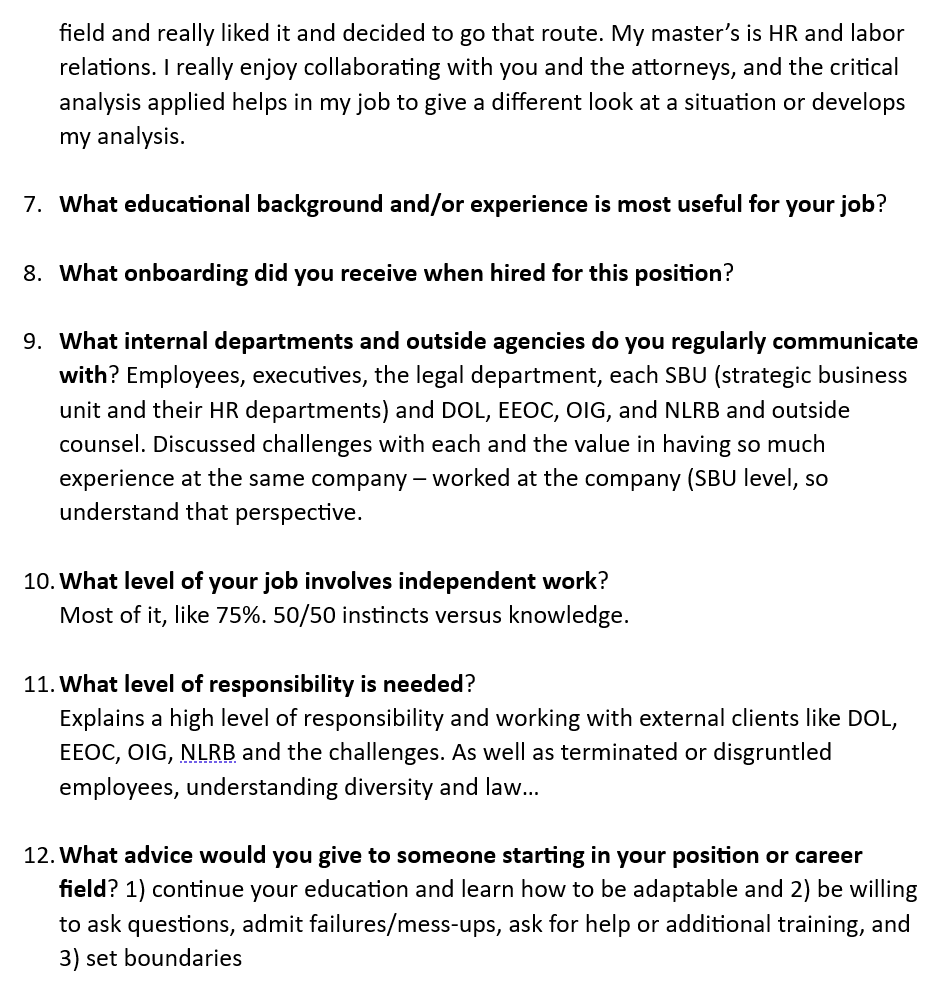 field and really liked it and decided to go that route. My master’s is HR and labor
relations. I really enjoy collaborating with you and the attorneys, and the critical
analysis applied helps in my job to give a different look at a situation or develops
my analysis.
7. What educational background and/or experience is most useful for your job?
8. What onboarding did you receive when hired for this position?
9. What internal departments and outside agencies do you regularly communicate
with? Employees, executives, the legal department, each SBU (strategic business
unit and their HR departments) and DOL, EEOC, OIG, and NLRB and outside
counsel. Discussed challenges with each and the value in having so much
experience at the same company – worked at the company (SBU level, so
understand that perspective.
10. What level of your job involves independent work?
Most of it, like 75%. 50/50 instincts versus knowledge.
11. What level of responsibility is needed?
Explains a high level of responsibility and working with external clients like DOL,
EEOC, OIG, NLRB and the challenges. As well as terminated or disgruntled
employees, understanding diversity and law…
12. What advice would you give to someone starting in your position or career
field? 1) continue your education and learn how to be adaptable and 2) be willing
to ask questions, admit failures/mess-ups, ask for help or additional training, and
3) set boundaries